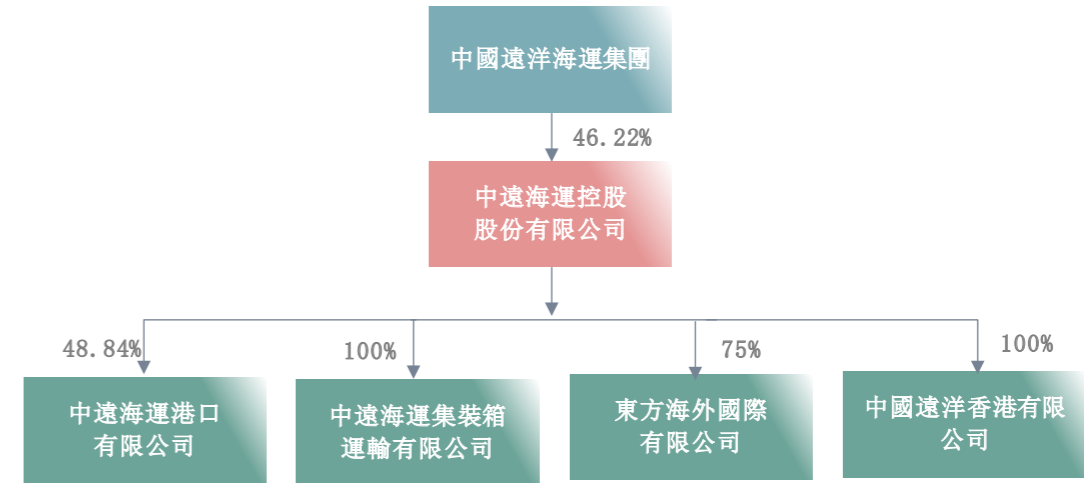 中國遠洋海運集團
46.22%
中遠海運控股
股份有限公司
48.84%
100%
75%
100%
中遠海運港口
有限公司
中遠海運集裝箱
運輸有限公司
東方海外國際
有限公司
中國遠洋香港有限
公司